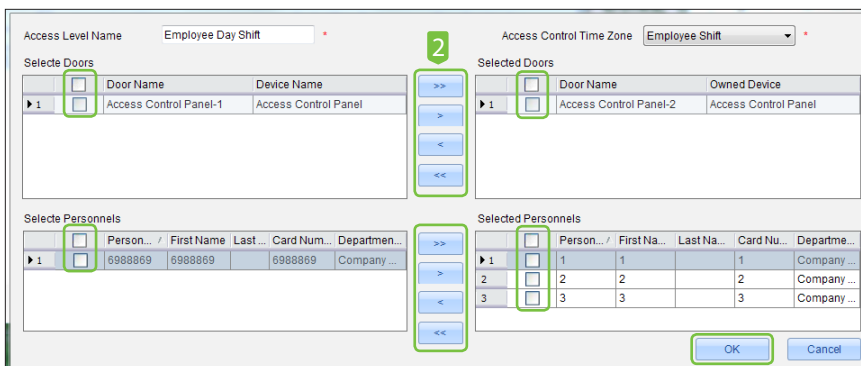 Access Level Name Employee Day Shift * Access Control Time Zone Employee Shift *
2
Selecte Doors Selected Doors
Door Name Device Name >> Door Name Owned Device
1 Access Control Panel-1 Access Control Panel 1 Access Control Panel-2 Access Control Panel
>
<
<<
Selecte Personnels Selected Personnels
Person... First Name Last ... Card Num... Departmen... >> Person... First Na... Last Na... Card Nu... Departme...
1 6988869 6988869 6988869 Company ... 1 1 1 1 Company ...
> 2 2 2 2 Company ...
< 3 3 3 3 Company ...
<<
OK Cancel